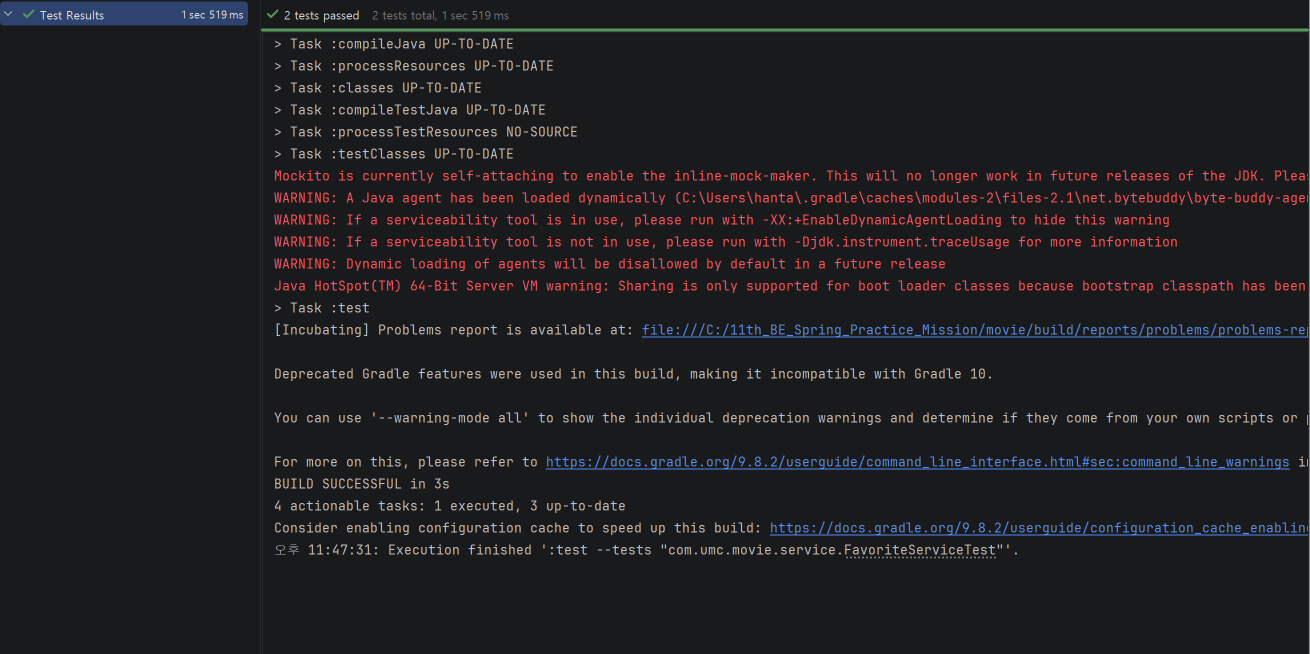 Test Results 1 sec 519 ms
2 tests passed 2 tests total, 1 sec 519 ms
> Task :compileJava UP-TO-DATE
> Task :processResources UP-TO-DATE
> Task :classes UP-TO-DATE
> Task :compileTestJava UP-TO-DATE
> Task :processTestResources NO-SOURCE
> Task :testClasses UP-TO-DATE
Mockito is currently self-attaching to enable the inline-mock-maker. This will no longer work in future releases of the JDK.
WARNING: A Java agent has been loaded dynamically (C:\Users\hanta\.gradle\caches\modules-2\files-2.1\net.bytebuddy\byte-buddy-age
WARNING: If a serviceability tool is in use, please run with -XX:+EnableDynamicAgentLoading to hide this warning
WARNING: If a serviceability tool is not in use, please run with -Djdk.instrument.traceUsage for more information
WARNING: Dynamic loading of agents will be disallowed by default in a future release
Java HotSpot(TM) 64-Bit Server VM warning: Sharing is only supported for boot loader classes because bootstrap classpath has been
> Task :test
[Incubating] Problems report is available at: file:///C:/11th_BE_Spring_Practice_Mission/movie/build/reports/problems/problems-re
Deprecated Gradle features were used in this build, making it incompatible with Gradle 10.
You can use '--warning-mode all' to show the individual deprecation warnings and determine if they come from your own scripts or
For more on this, please refer to https://docs.gradle.org/9.8.2/userguide/command_line_interface.html#sec:command_line_warnings in
BUILD SUCCESSFUL in 3s
4 actionable tasks: 1 executed, 3 up-to-date
Consider enabling configuration cache to speed up this build: https://docs.gradle.org/9.8.2/userguide/configuration_cache_enablin
오후 11:47:31: Execution finished ':test --tests "com.umc.movie.service.FavoriteServiceTest"'.